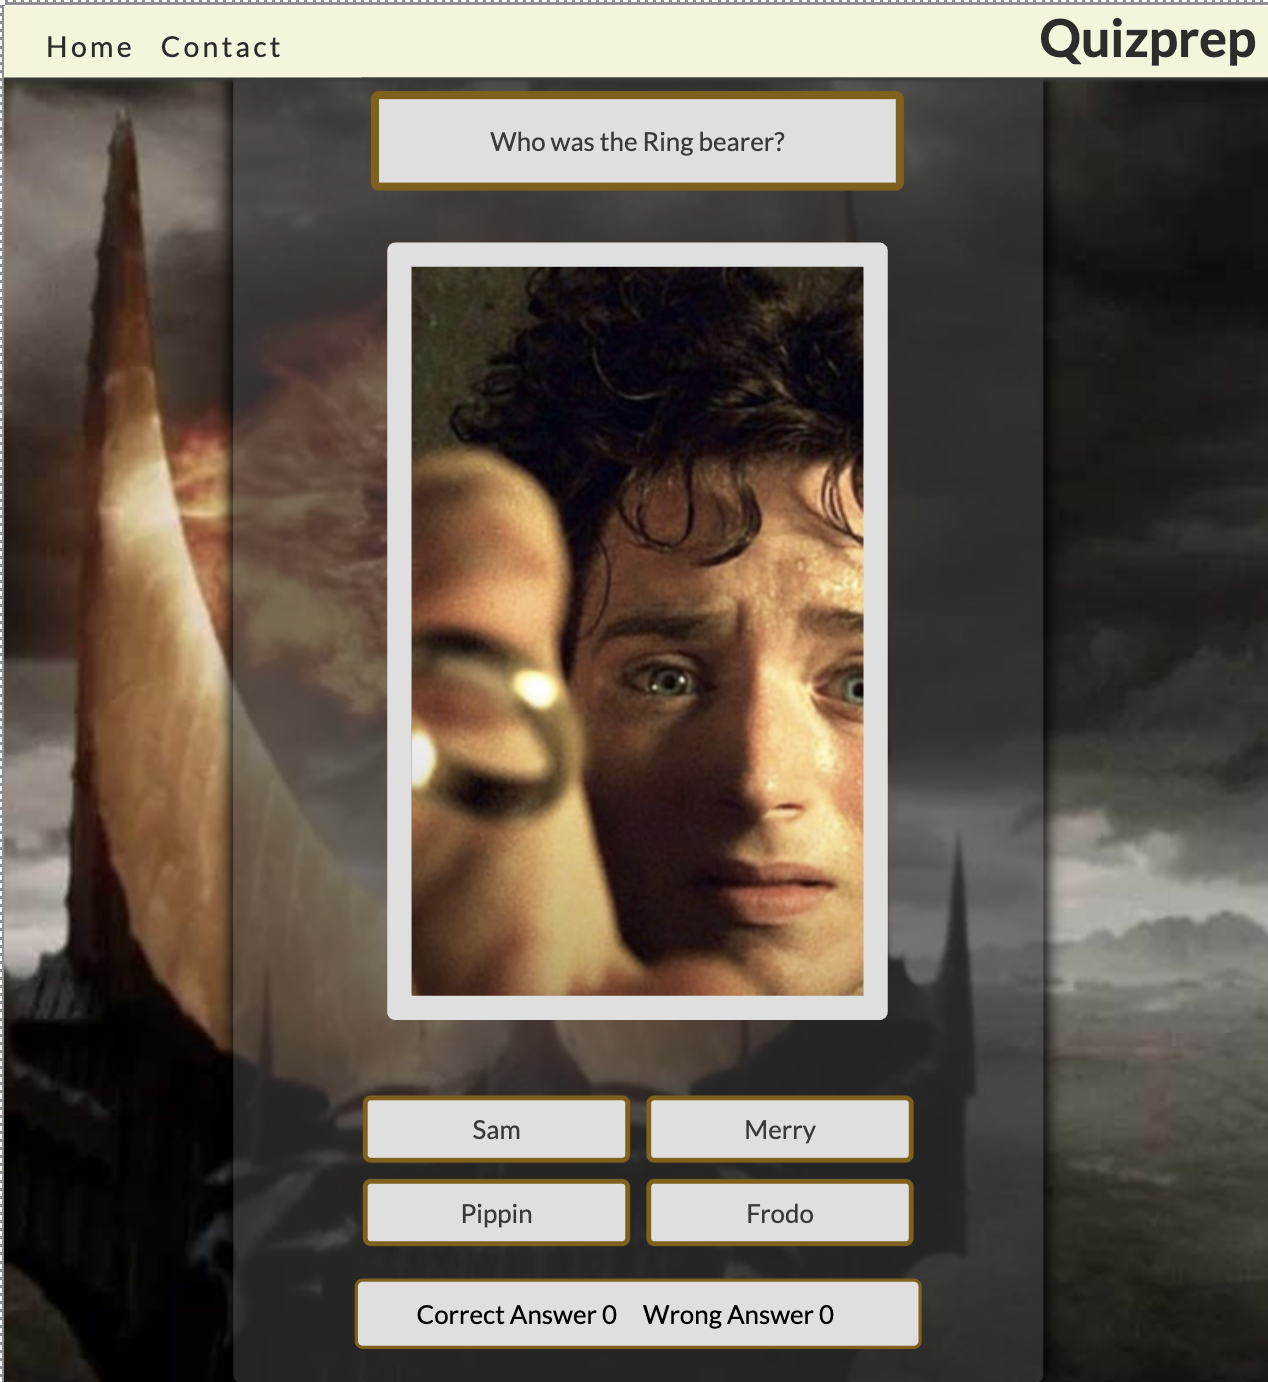 Home Contact Quizprep
Who was the Ring bearer?
Sam Merry
Pippin Frodo
Correct Answer 0 Wrong Answer 0